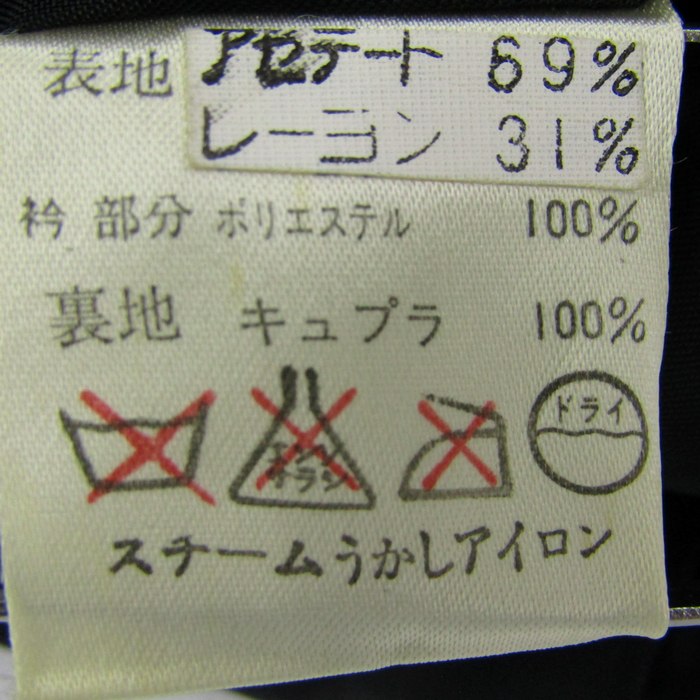 表地 アセテート 69%
レーヨン 31%
衿部分 ポリエステル 100%
裏地 キュプラ 100%
エンソ
サラシ
ドライ
スチームうかしアイロン